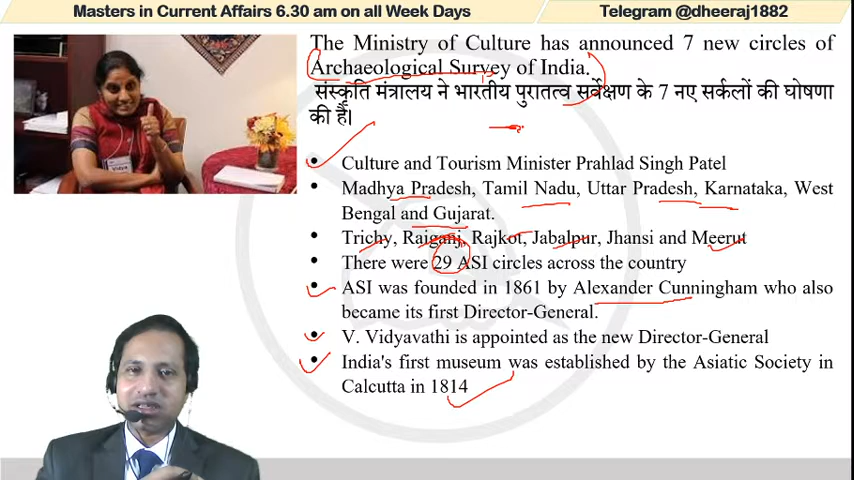 Masters in Current Affairs 6.30 am on all Week Days
Telegram @dheeraj1882
The Ministry of Culture has announced 7 new circles of
Archaeological Survey of India.
संस्कृति मंत्रालय ने भारतीय पुरातत्व सर्वेक्षण के 7 नए सर्कलों की घोषणा
की है।
• Culture and Tourism Minister Prahlad Singh Patel
• Madhya Pradesh, Tamil Nadu, Uttar Pradesh, Karnataka, West
Bengal and Gujarat.
• Trichy, Raiganj, Rajkot, Jabalpur, Jhansi and Meerut
• There were 29 ASI circles across the country
• ASI was founded in 1861 by Alexander Cunningham who also
became its first Director-General.
• V. Vidyavathi is appointed as the new Director-General
• India's first museum was established by the Asiatic Society in
Calcutta in 1814